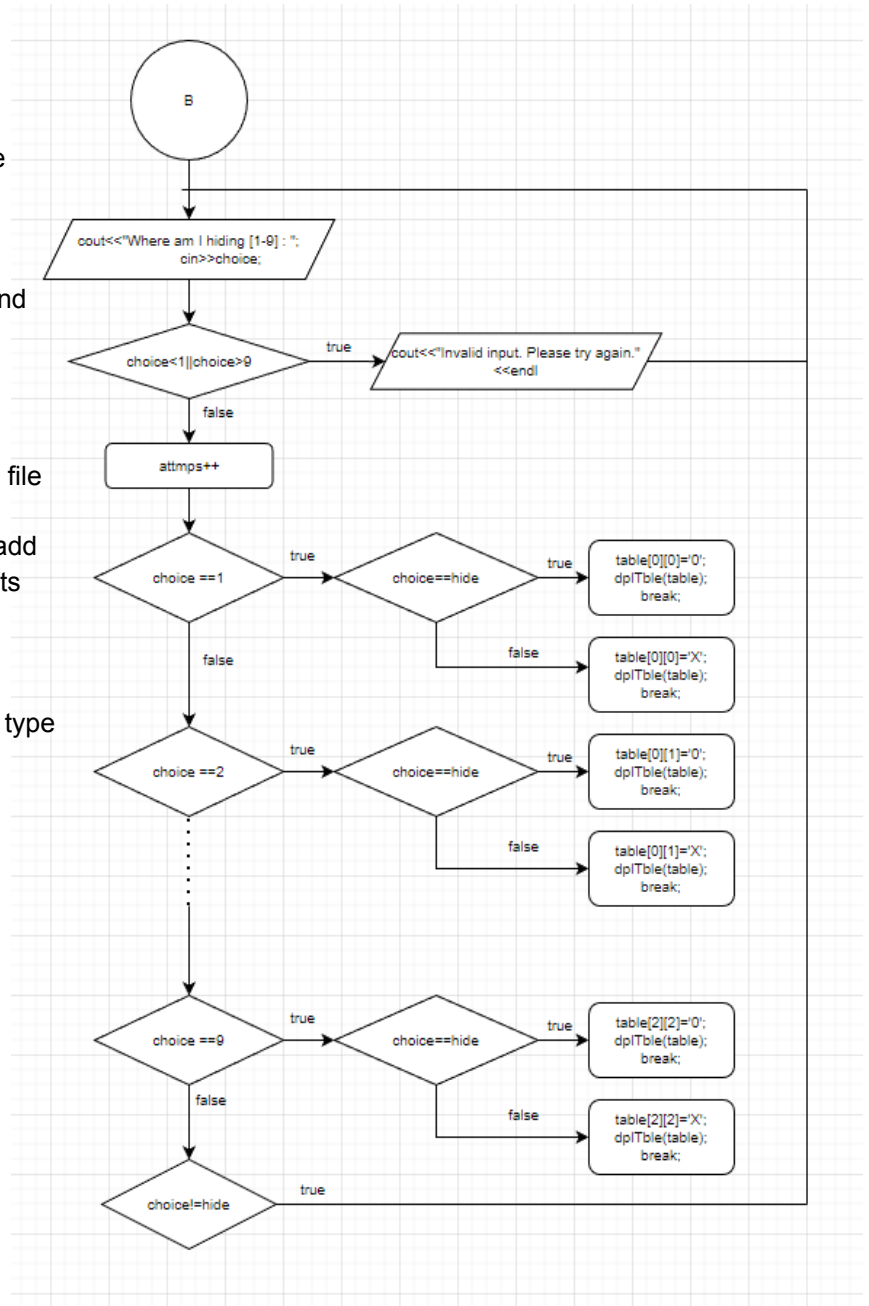 B
e
cout<<"Where am I hiding [1-9] : ";
cin>>choice;
nd
choice<1||choice>9
true
cout<<"Invalid input. Please try again."
<<endl
false
attmps++
file
add
ts
choice ==1
true
choice==hide
true
table[0][0]='0';
dplTble(table);
break;
false
false
table[0][0]='X';
dplTble(table);
break;
type
choice ==2
true
choice==hide
true
table[0][1]='0';
dplTble(table);
break;
false
table[0][1]='X';
dplTble(table);
break;
choice ==9
true
choice==hide
true
table[2][2]='0';
dplTble(table);
break;
false
false
table[2][2]='X';
dplTble(table);
break;
choice!=hide
true